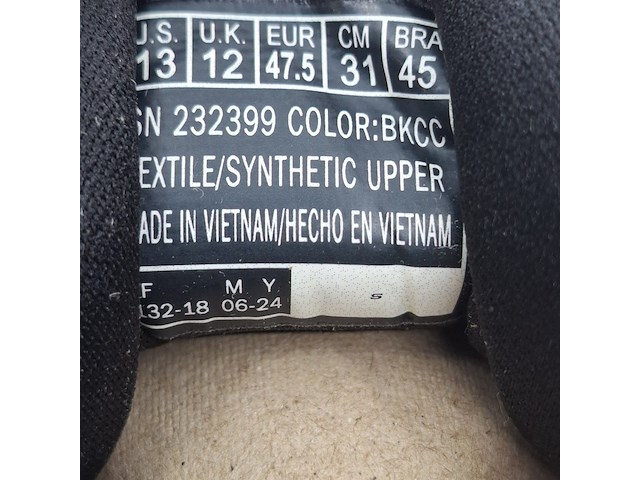 U.S. U.K. EUR CM BRA
13 12 47.5 31 45
SN 232399 COLOR:BKCC
EXTILE/SYNTHETIC UPPER
ADE IN VIETNAM/HECHO EN VIETNAM
F M Y
132-18 06-24
S